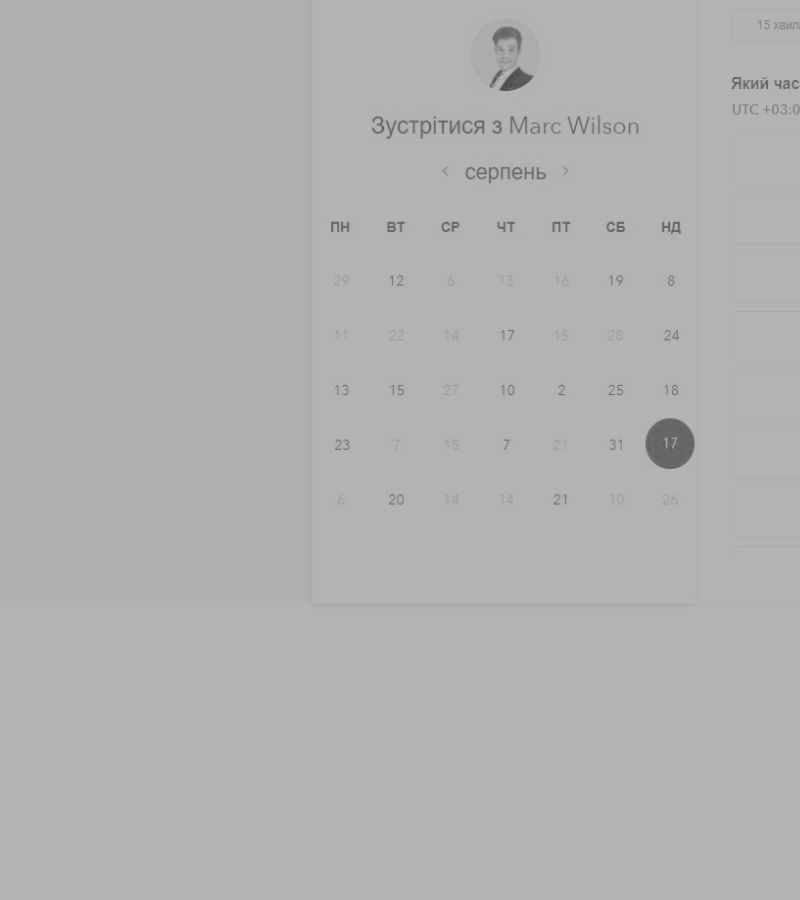 15 хвил
Зустрітися з Marc Wilson
Який час
UTC +03:0
серпень
ПН ВТ СР ЧТ ПТ СБ НД
29 12 6 13 16 19 8
11 22 14 17 15 28 24
13 15 27 10 2 25 18
23 7 15 7 21 31 17
6 20 14 14 21 10 26